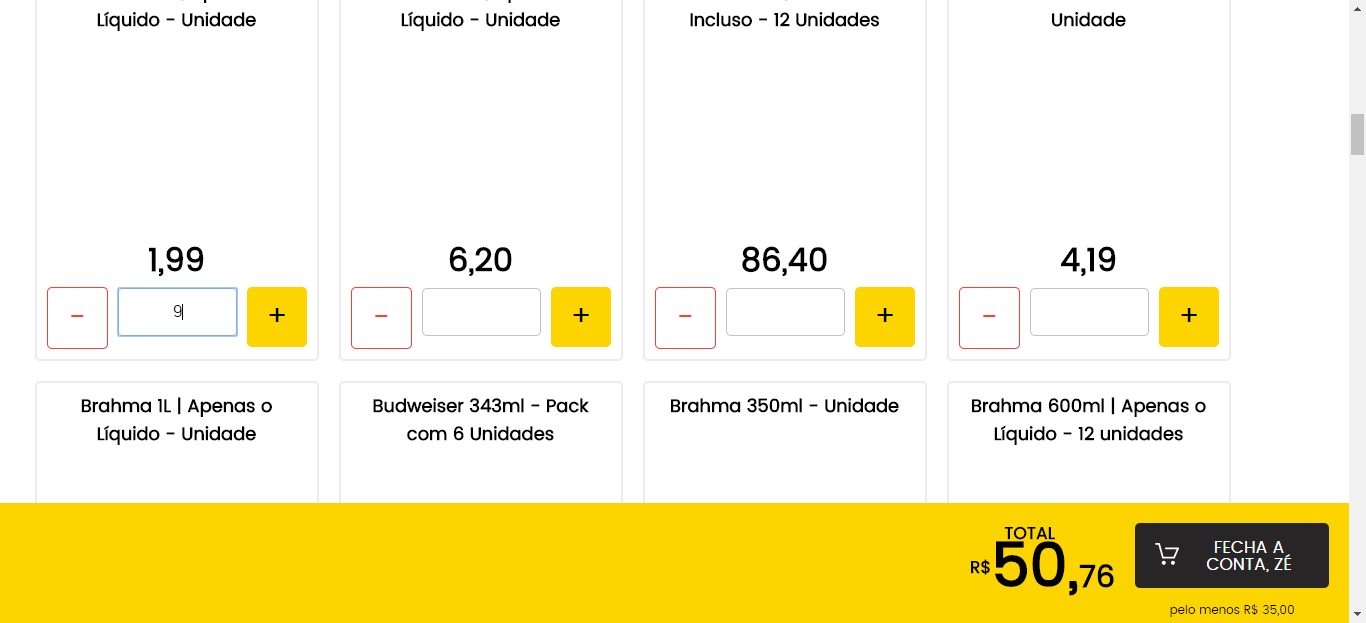 Líquido - Unidade
Líquido - Unidade
Incluso - 12 Unidades
Unidade
1,99
6,20
86,40
4,19
− 9 +
− +
− +
− +
Brahma 1L | Apenas o
Líquido - Unidade
Budweiser 343ml - Pack
com 6 Unidades
Brahma 350ml - Unidade
Brahma 600ml | Apenas o
Líquido - 12 unidades
TOTAL
R$ 50,76
FECHA A
CONTA, ZÉ
pelo menos R$ 35,00